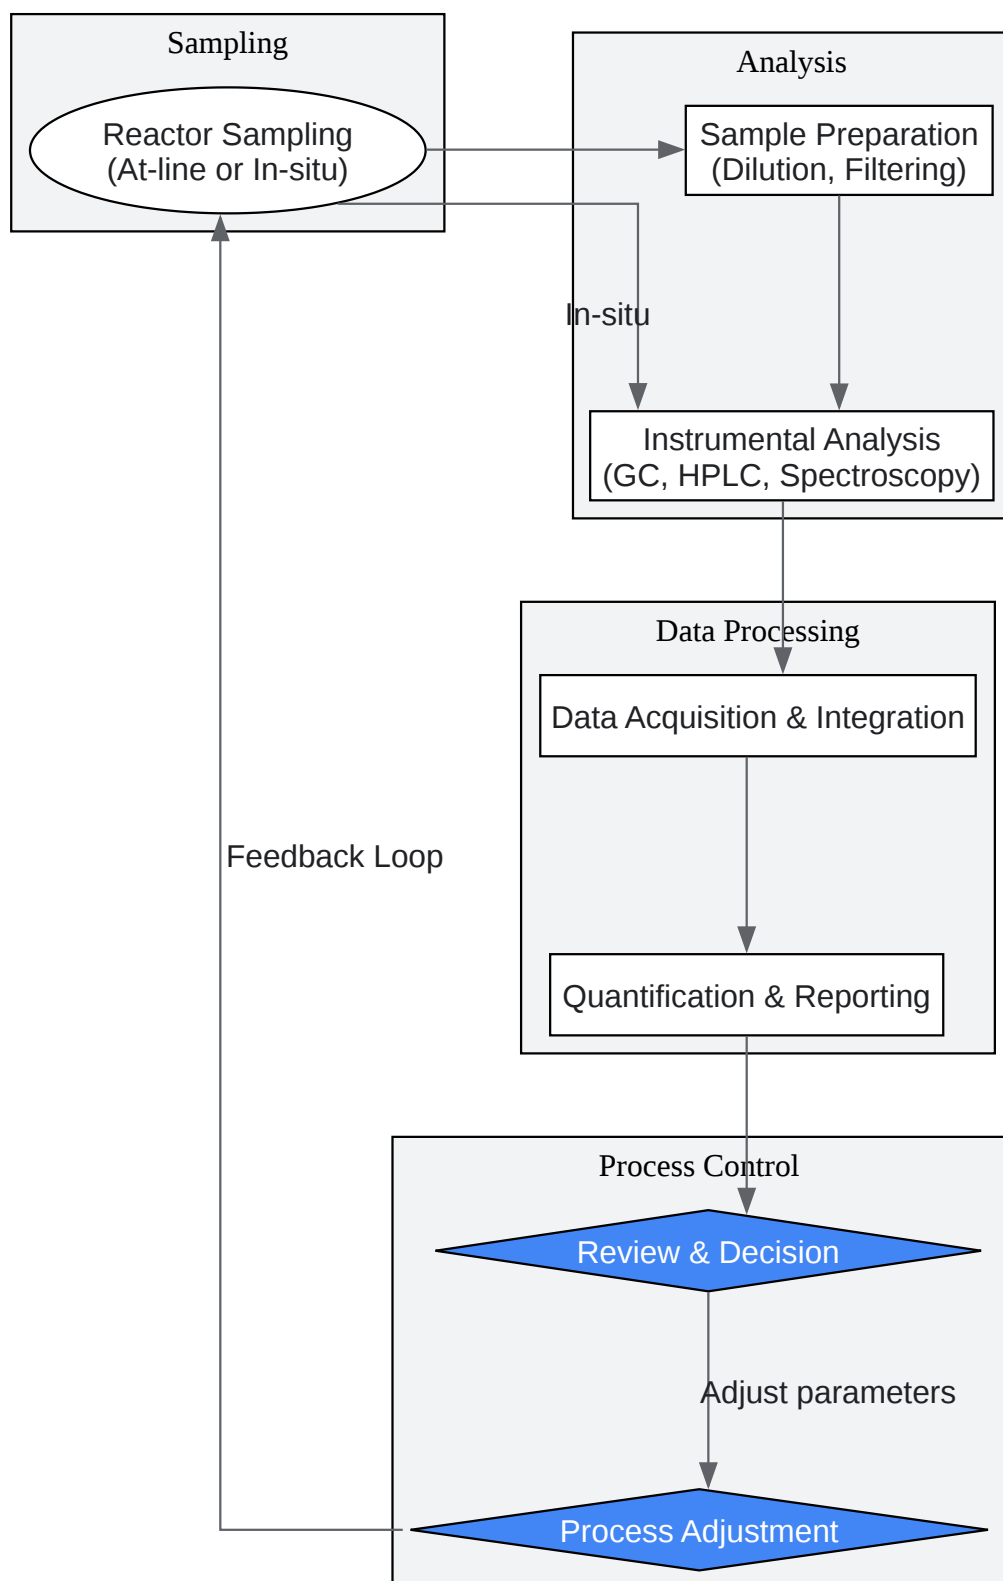 Sampling
Reactor Sampling
(At-line or In-situ)
Analysis
Sample Preparation
(Dilution, Filtering)
In-situ
Instrumental Analysis
(GC, HPLC, Spectroscopy)
Data Processing
Data Acquisition & Integration
Feedback Loop
Quantification & Reporting
Process Control
Review & Decision
Adjust parameters
Process Adjustment